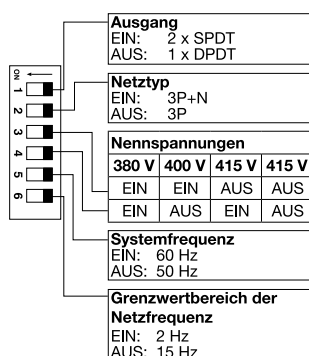 Ausgang
EIN: 2 x SPDT
AUS: 1 x DPDT
ON
1
2
3
4
5
6
Netztyp
EIN: 3P+N
AUS: 3P
Nennspannungen
380 V 400 V 415 V 415 V
EIN EIN AUS AUS
EIN AUS EIN AUS
Systemfrequenz
EIN: 60 Hz
AUS: 50 Hz
Grenzwertbereich der
Netzfrequenz
EIN: 2 Hz
AUS: 15 Hz